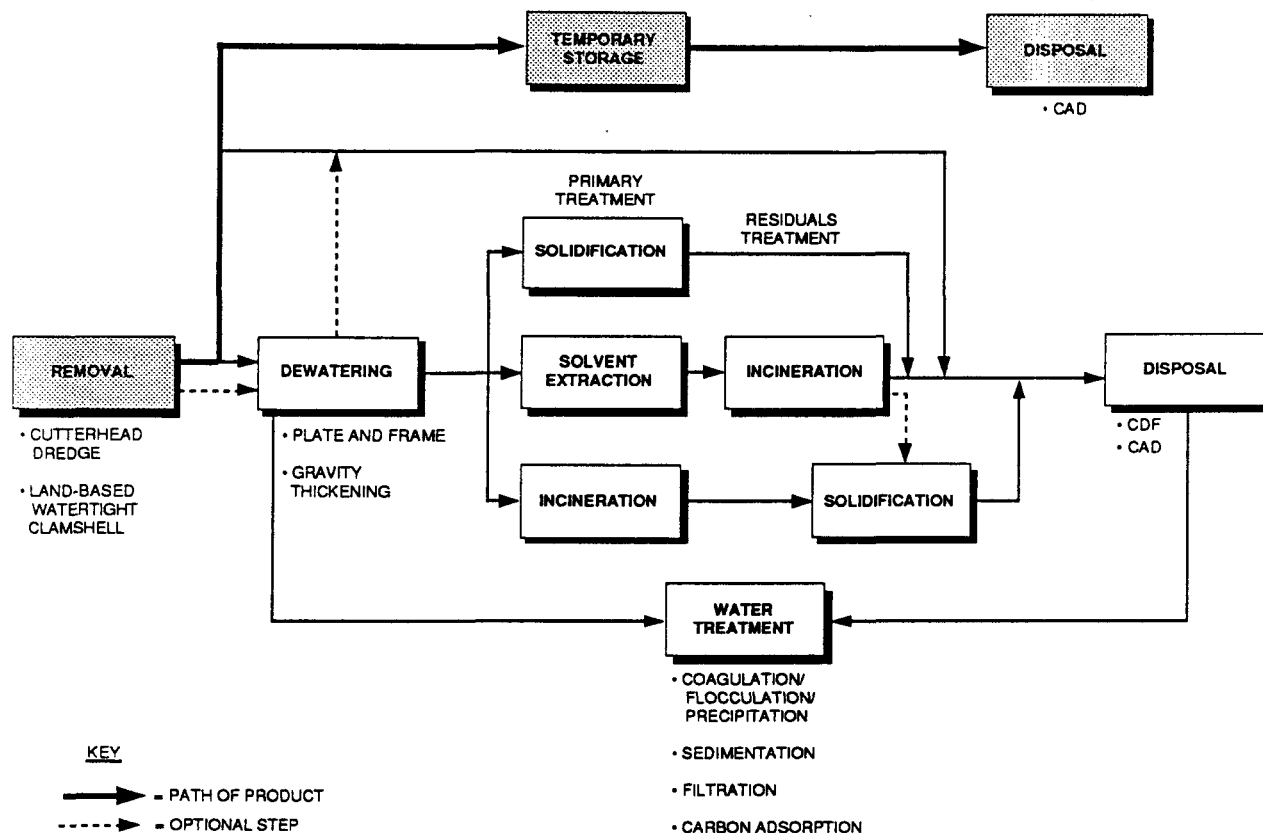 TEMPORARY
STORAGE
DISPOSAL
• CAD
PRIMARY
TREATMENT
SOLIDIFICATION
RESIDUALS
TREATMENT
REMOVAL
DEWATERING
SOLVENT
EXTRACTION
INCINERATION
DISPOSAL
• CUTTERHEAD
DREDGE
• LAND-BASED
WATERTIGHT
CLAMSHELL
• PLATE AND FRAME
• GRAVITY
THICKENING
• CDF
• CAD
INCINERATION
SOLIDIFICATION
WATER
TREATMENT
• COAGULATION/
FLOCCULATION/
PRECIPITATION
• SEDIMENTATION
• FILTRATION
• CARBON ADSORPTION
KEY
= PATH OF PRODUCT
= OPTIONAL STEP